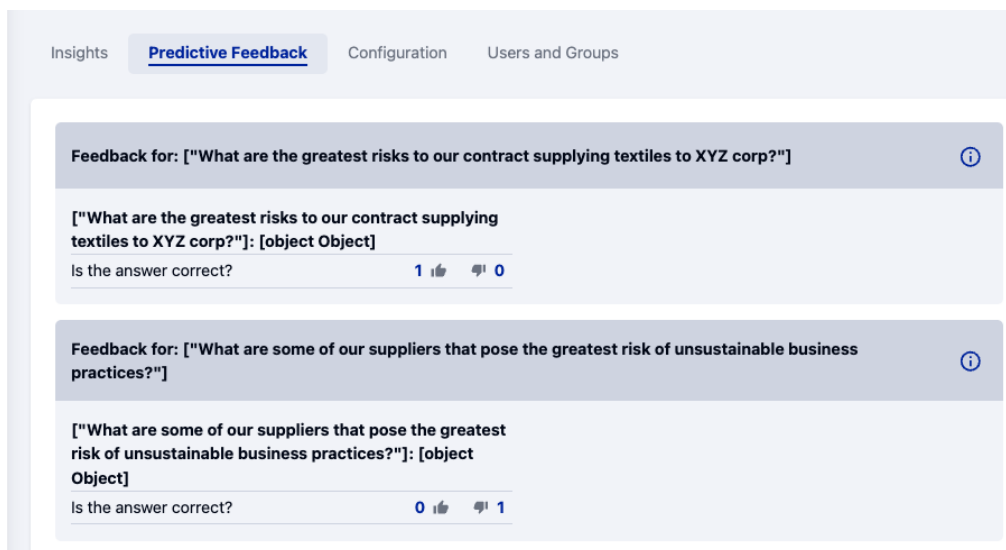 Insights Predictive Feedback Configuration Users and Groups
Feedback for: ["What are the greatest risks to our contract supplying textiles to XYZ corp?"]
["What are the greatest risks to our contract supplying
textiles to XYZ corp?"]: [object Object]
Is the answer correct? 1 0
Feedback for: ["What are some of our suppliers that pose the greatest risk of unsustainable business
practices?"]
["What are some of our suppliers that pose the greatest
risk of unsustainable business practices?"]: [object
Object]
Is the answer correct? 0 1